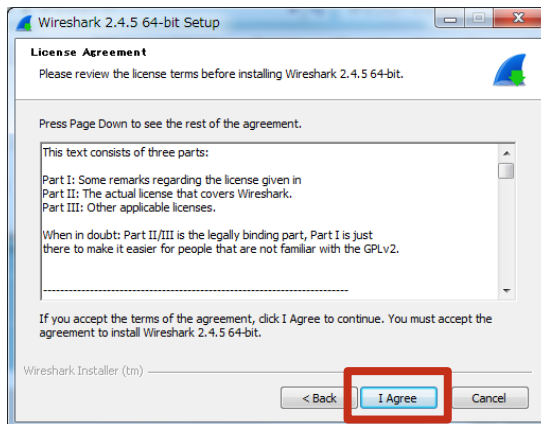 Wireshark 2.4.5 64-bit Setup
License Agreement
Please review the license terms before installing Wireshark 2.4.5 64-bit.
Press Page Down to see the rest of the agreement.
This text consists of three parts:
Part I: Some remarks regarding the license given in
Part II: The actual license that covers Wireshark.
Part III: Other applicable licenses.
When in doubt: Part II/III is the legally binding part, Part I is just
there to make it easier for people that are not familiar with the GPLv2.
-------------------------------------------------------------------------
If you accept the terms of the agreement, click I Agree to continue. You must accept the
agreement to install Wireshark 2.4.5 64-bit.
Wireshark Installer (tm)
< Back
I Agree
Cancel